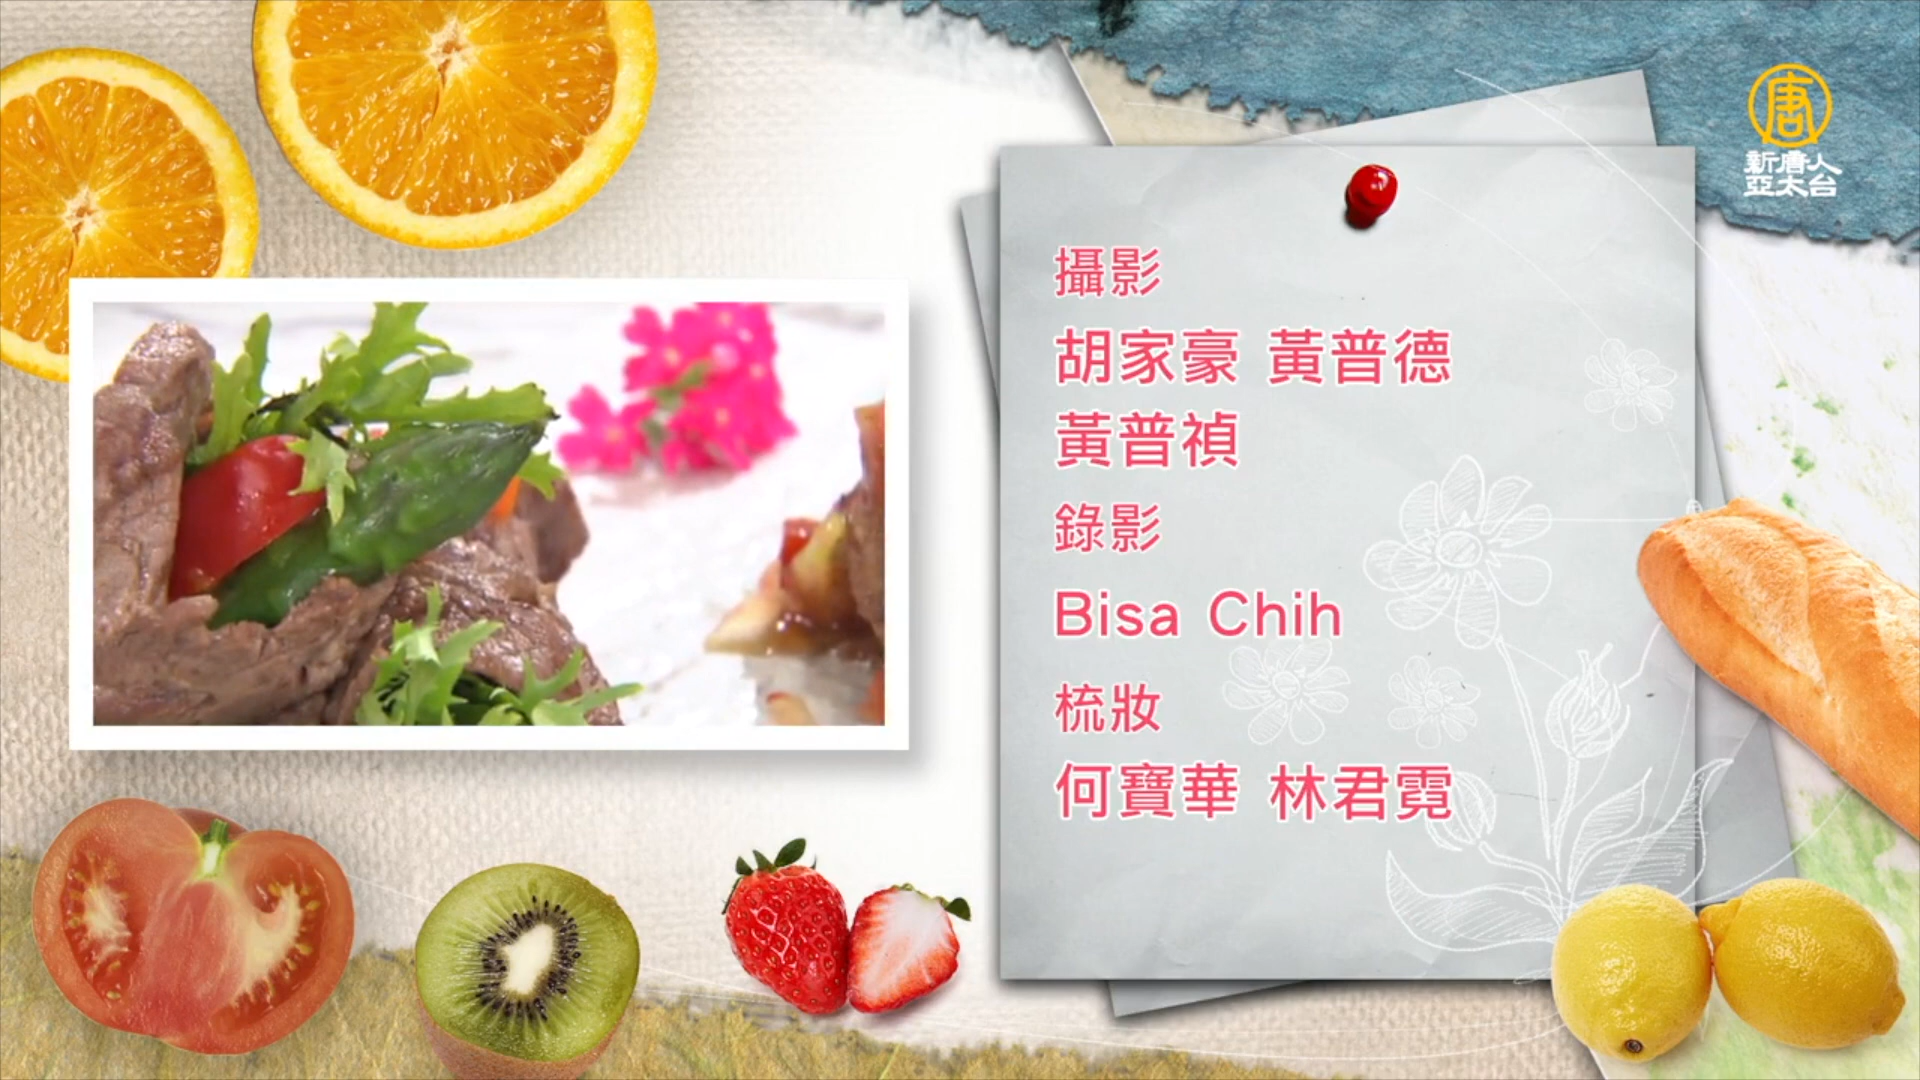 唐
新唐人
亞太台
攝影
胡家豪 黃普德
黃普禎
錄影
Bisa Chih
梳妝
何寶華 林君霓